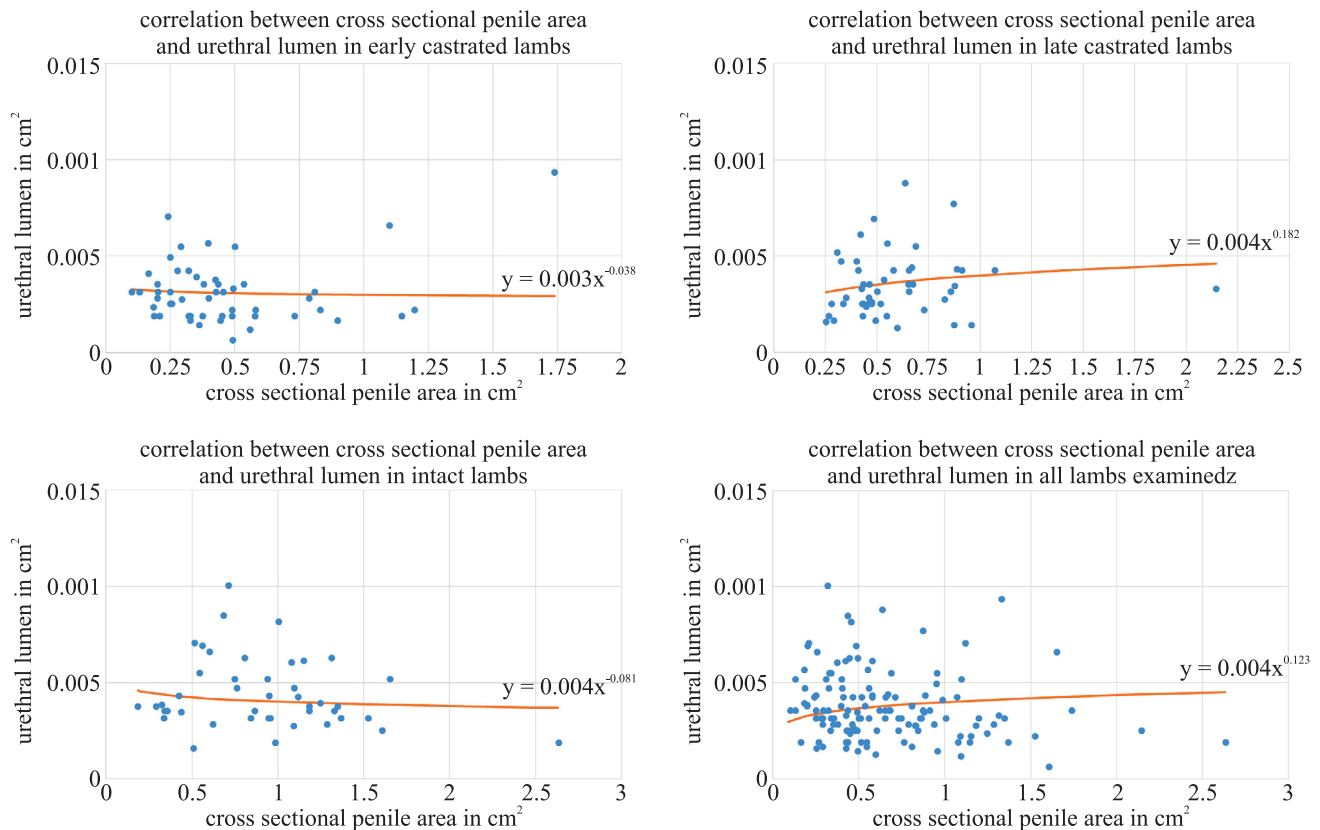 correlation between cross sectional penile area
and urethral lumen in early castrated lambs
0.015
0.001
0.005
0
urethral lumen in cm²
y = 0.003x^-0.038
0 0.25 0.5 0.75 1 1.25 1.5 1.75 2
cross sectional penile area in cm²
correlation between cross sectional penile area
and urethral lumen in late castrated lambs
0.015
0.001
0.005
0
urethral lumen in cm²
y = 0.004x^0.182
0 0.25 0.5 0.75 1 1.25 1.5 1.75 2 2.25 2.5
cross sectional penile area in cm²
correlation between cross sectional penile area
and urethral lumen in intact lambs
0.015
0.001
0.005
0
urethral lumen in cm²
y = 0.004x^-0.081
0 0.5 1 1.5 2 2.5 3
cross sectional penile area in cm²
correlation between cross sectional penile area
and urethral lumen in all lambs examinedz
0.015
0.001
0.005
0
urethral lumen in cm²
y = 0.004x^0.123
0 0.5 1 1.5 2 2.5 3
cross sectional penile area in cm²